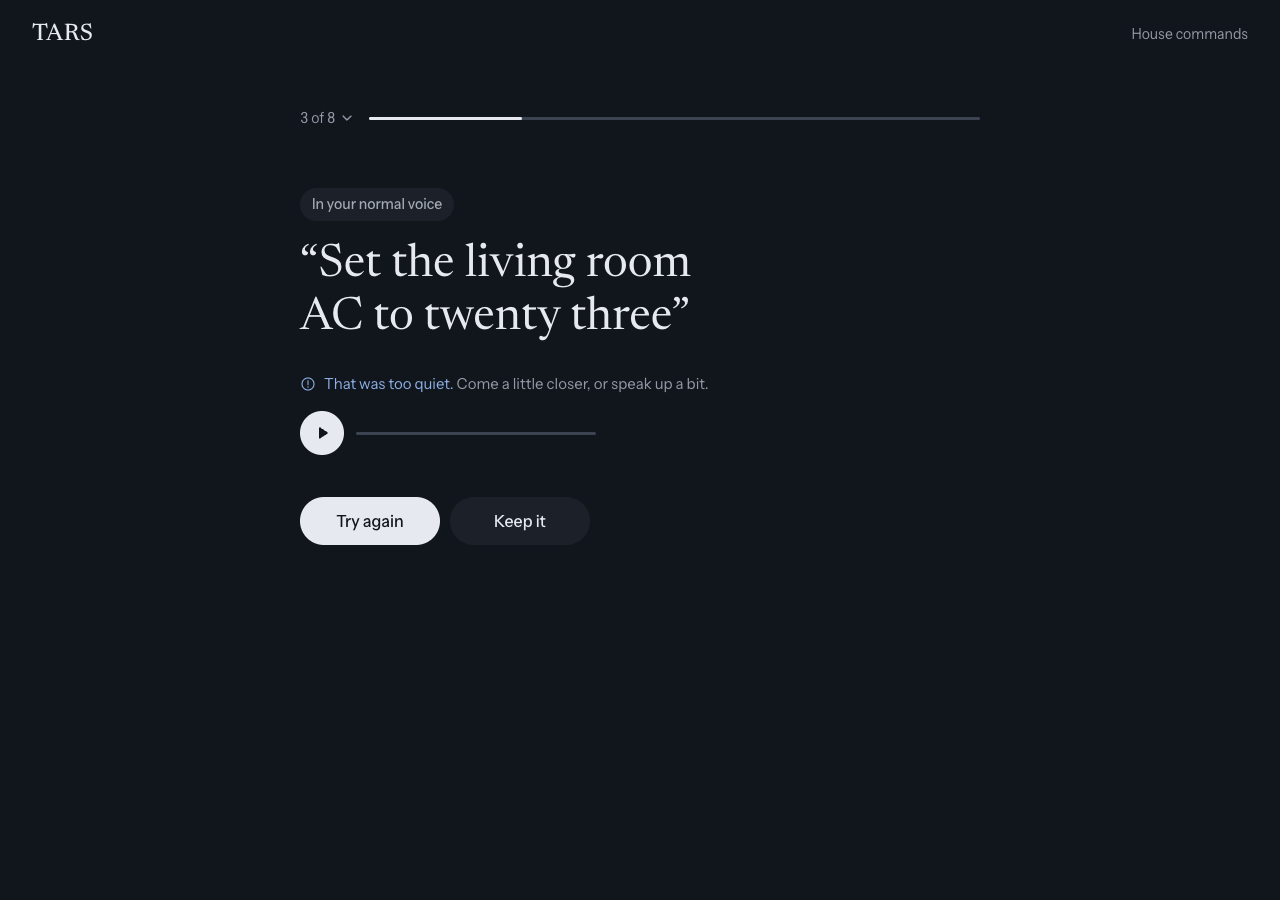 TARS
House commands
3 of 8
In your normal voice
“Set the living room
AC to twenty three”
That was too quiet. Come a little closer, or speak up a bit.
Try again
Keep it